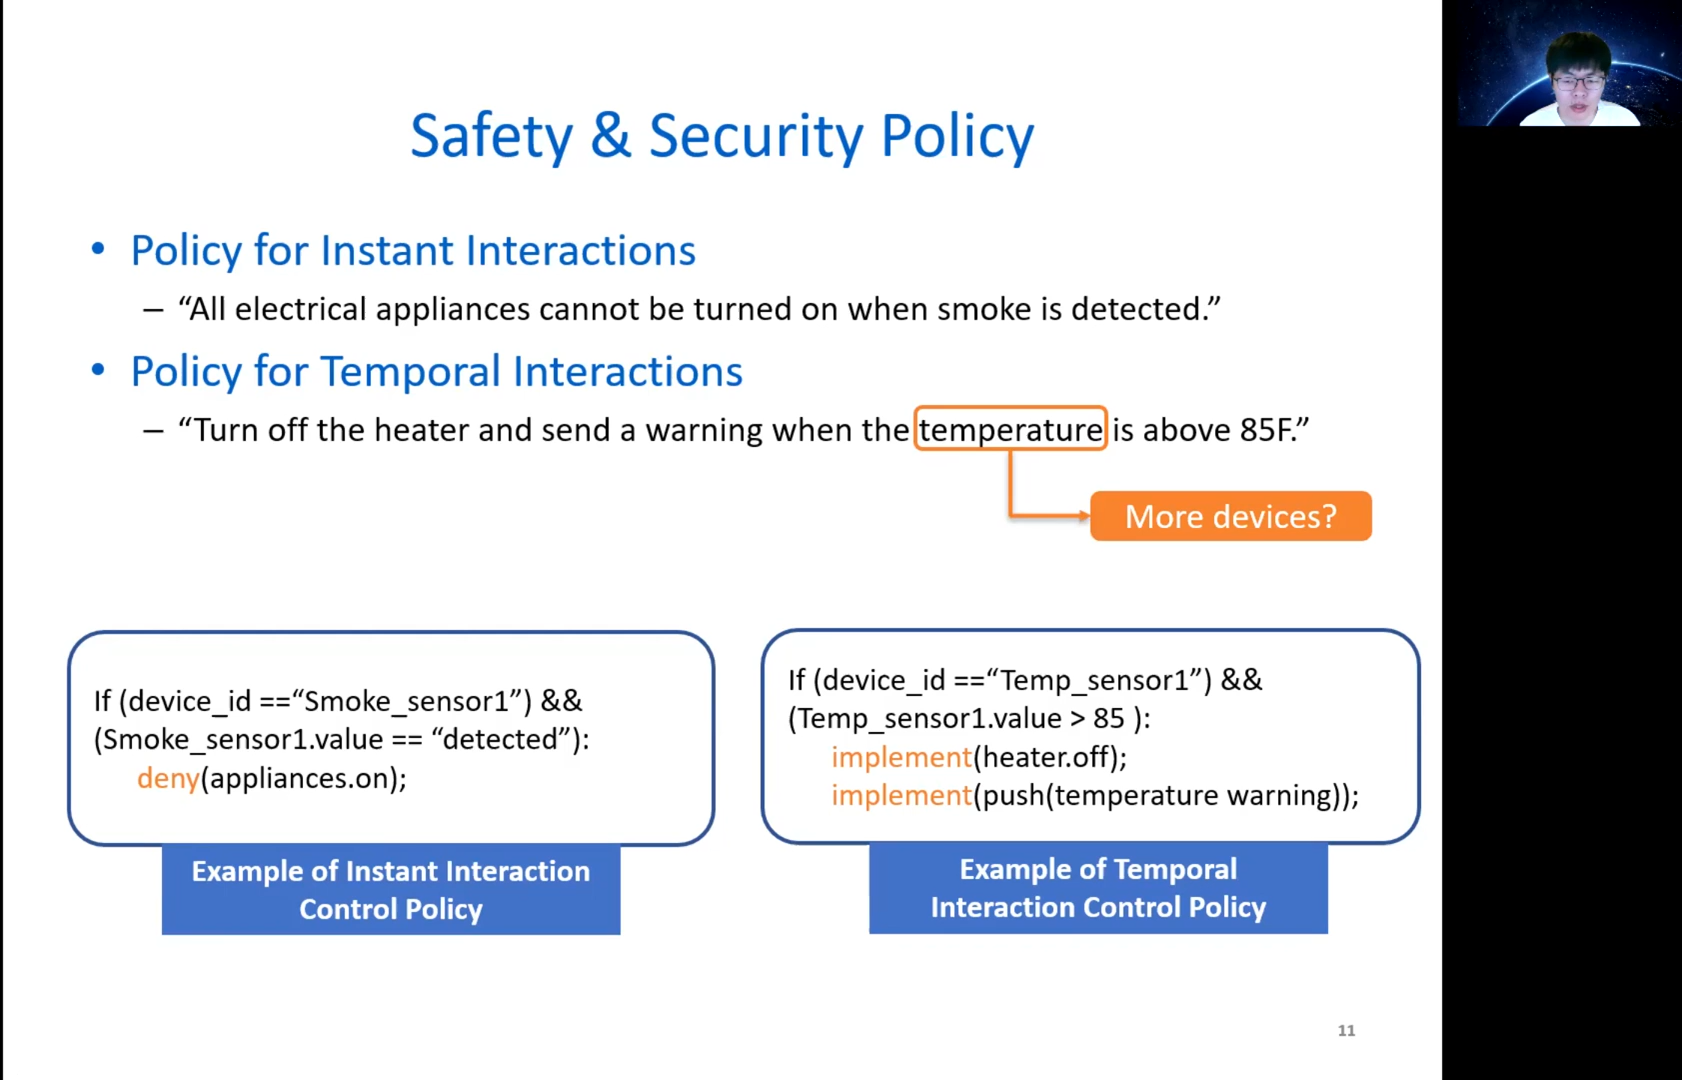 Safety & Security Policy
• Policy for Instant Interactions
– “All electrical appliances cannot be turned on when smoke is detected.”
• Policy for Temporal Interactions
– “Turn off the heater and send a warning when the temperature is above 85F.”
More devices?
If (device_id ==“Smoke_sensor1”) &&
(Smoke_sensor1.value == “detected”):
deny(appliances.on);
Example of Instant Interaction
Control Policy
If (device_id ==“Temp_sensor1”) &&
(Temp_sensor1.value > 85 ):
implement(heater.off);
implement(push(temperature warning));
Example of Temporal
Interaction Control Policy
11